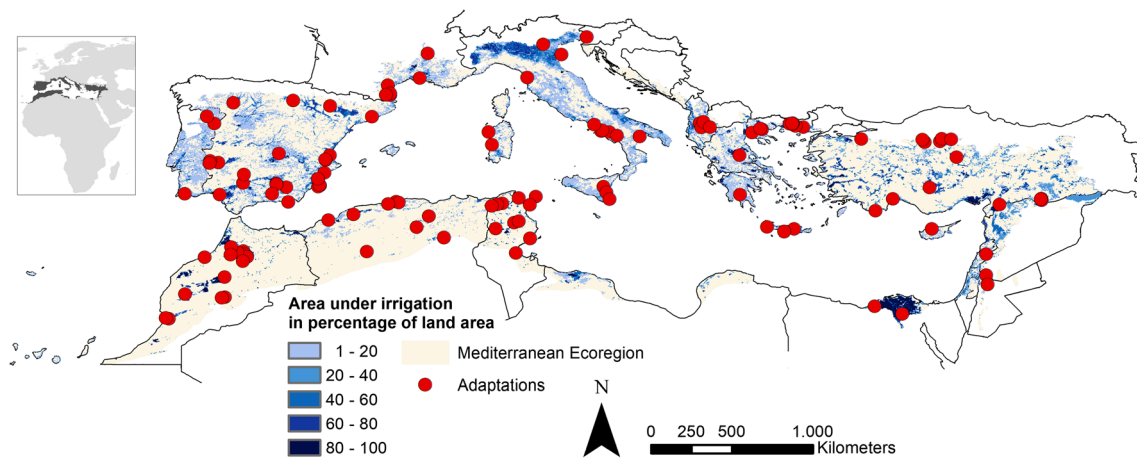 Area under irrigation
in percentage of land area
1 - 20
20 - 40
40 - 60
60 - 80
80 - 100
Mediterranean Ecoregion
Adaptations
N
0 250 500 1.000
Kilometers